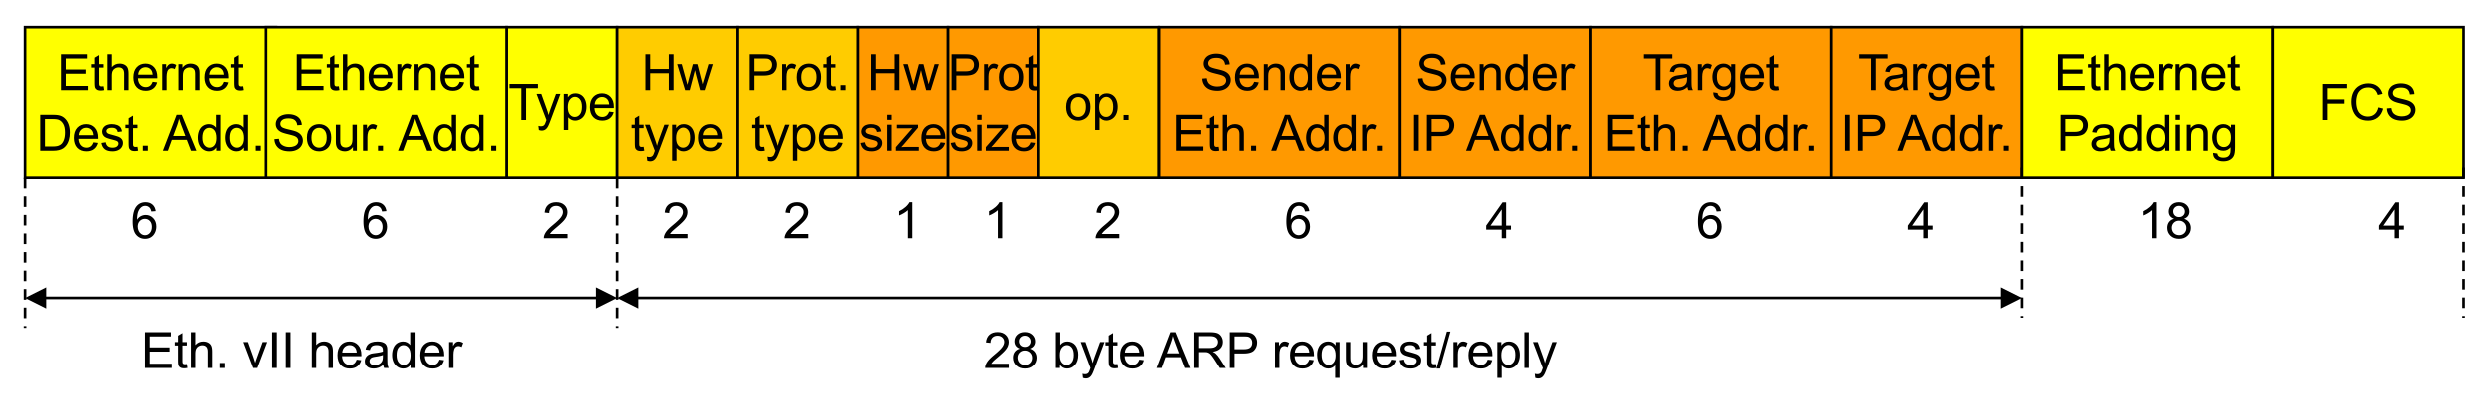 Ethernet
Dest. Add.
Ethernet
Sour. Add.
Type
Hw
type
Prot.
type
Hw
size
Prot
size
op.
Sender
Eth. Addr.
Sender
IP Addr.
Target
Eth. Addr.
Target
IP Addr.
Ethernet
Padding
FCS
6 6 2 2 2 1 1 2 6 4 6 4 18 4
Eth. vII header
28 byte ARP request/reply